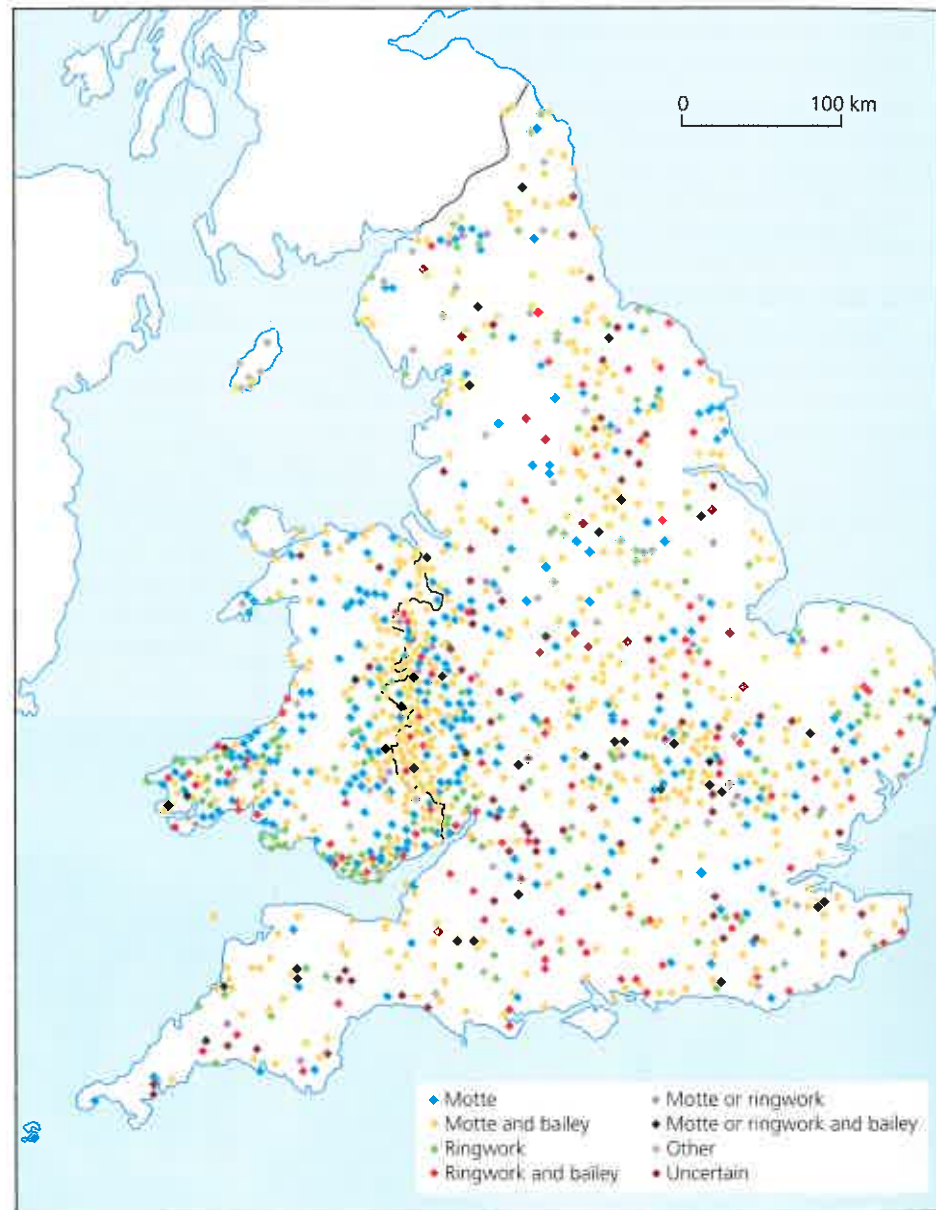 0 100 km
Motte
Motte and bailey
Ringwork
Ringwork and bailey
Motte or ringwork
Motte or ringwork and bailey
Other
Uncertain